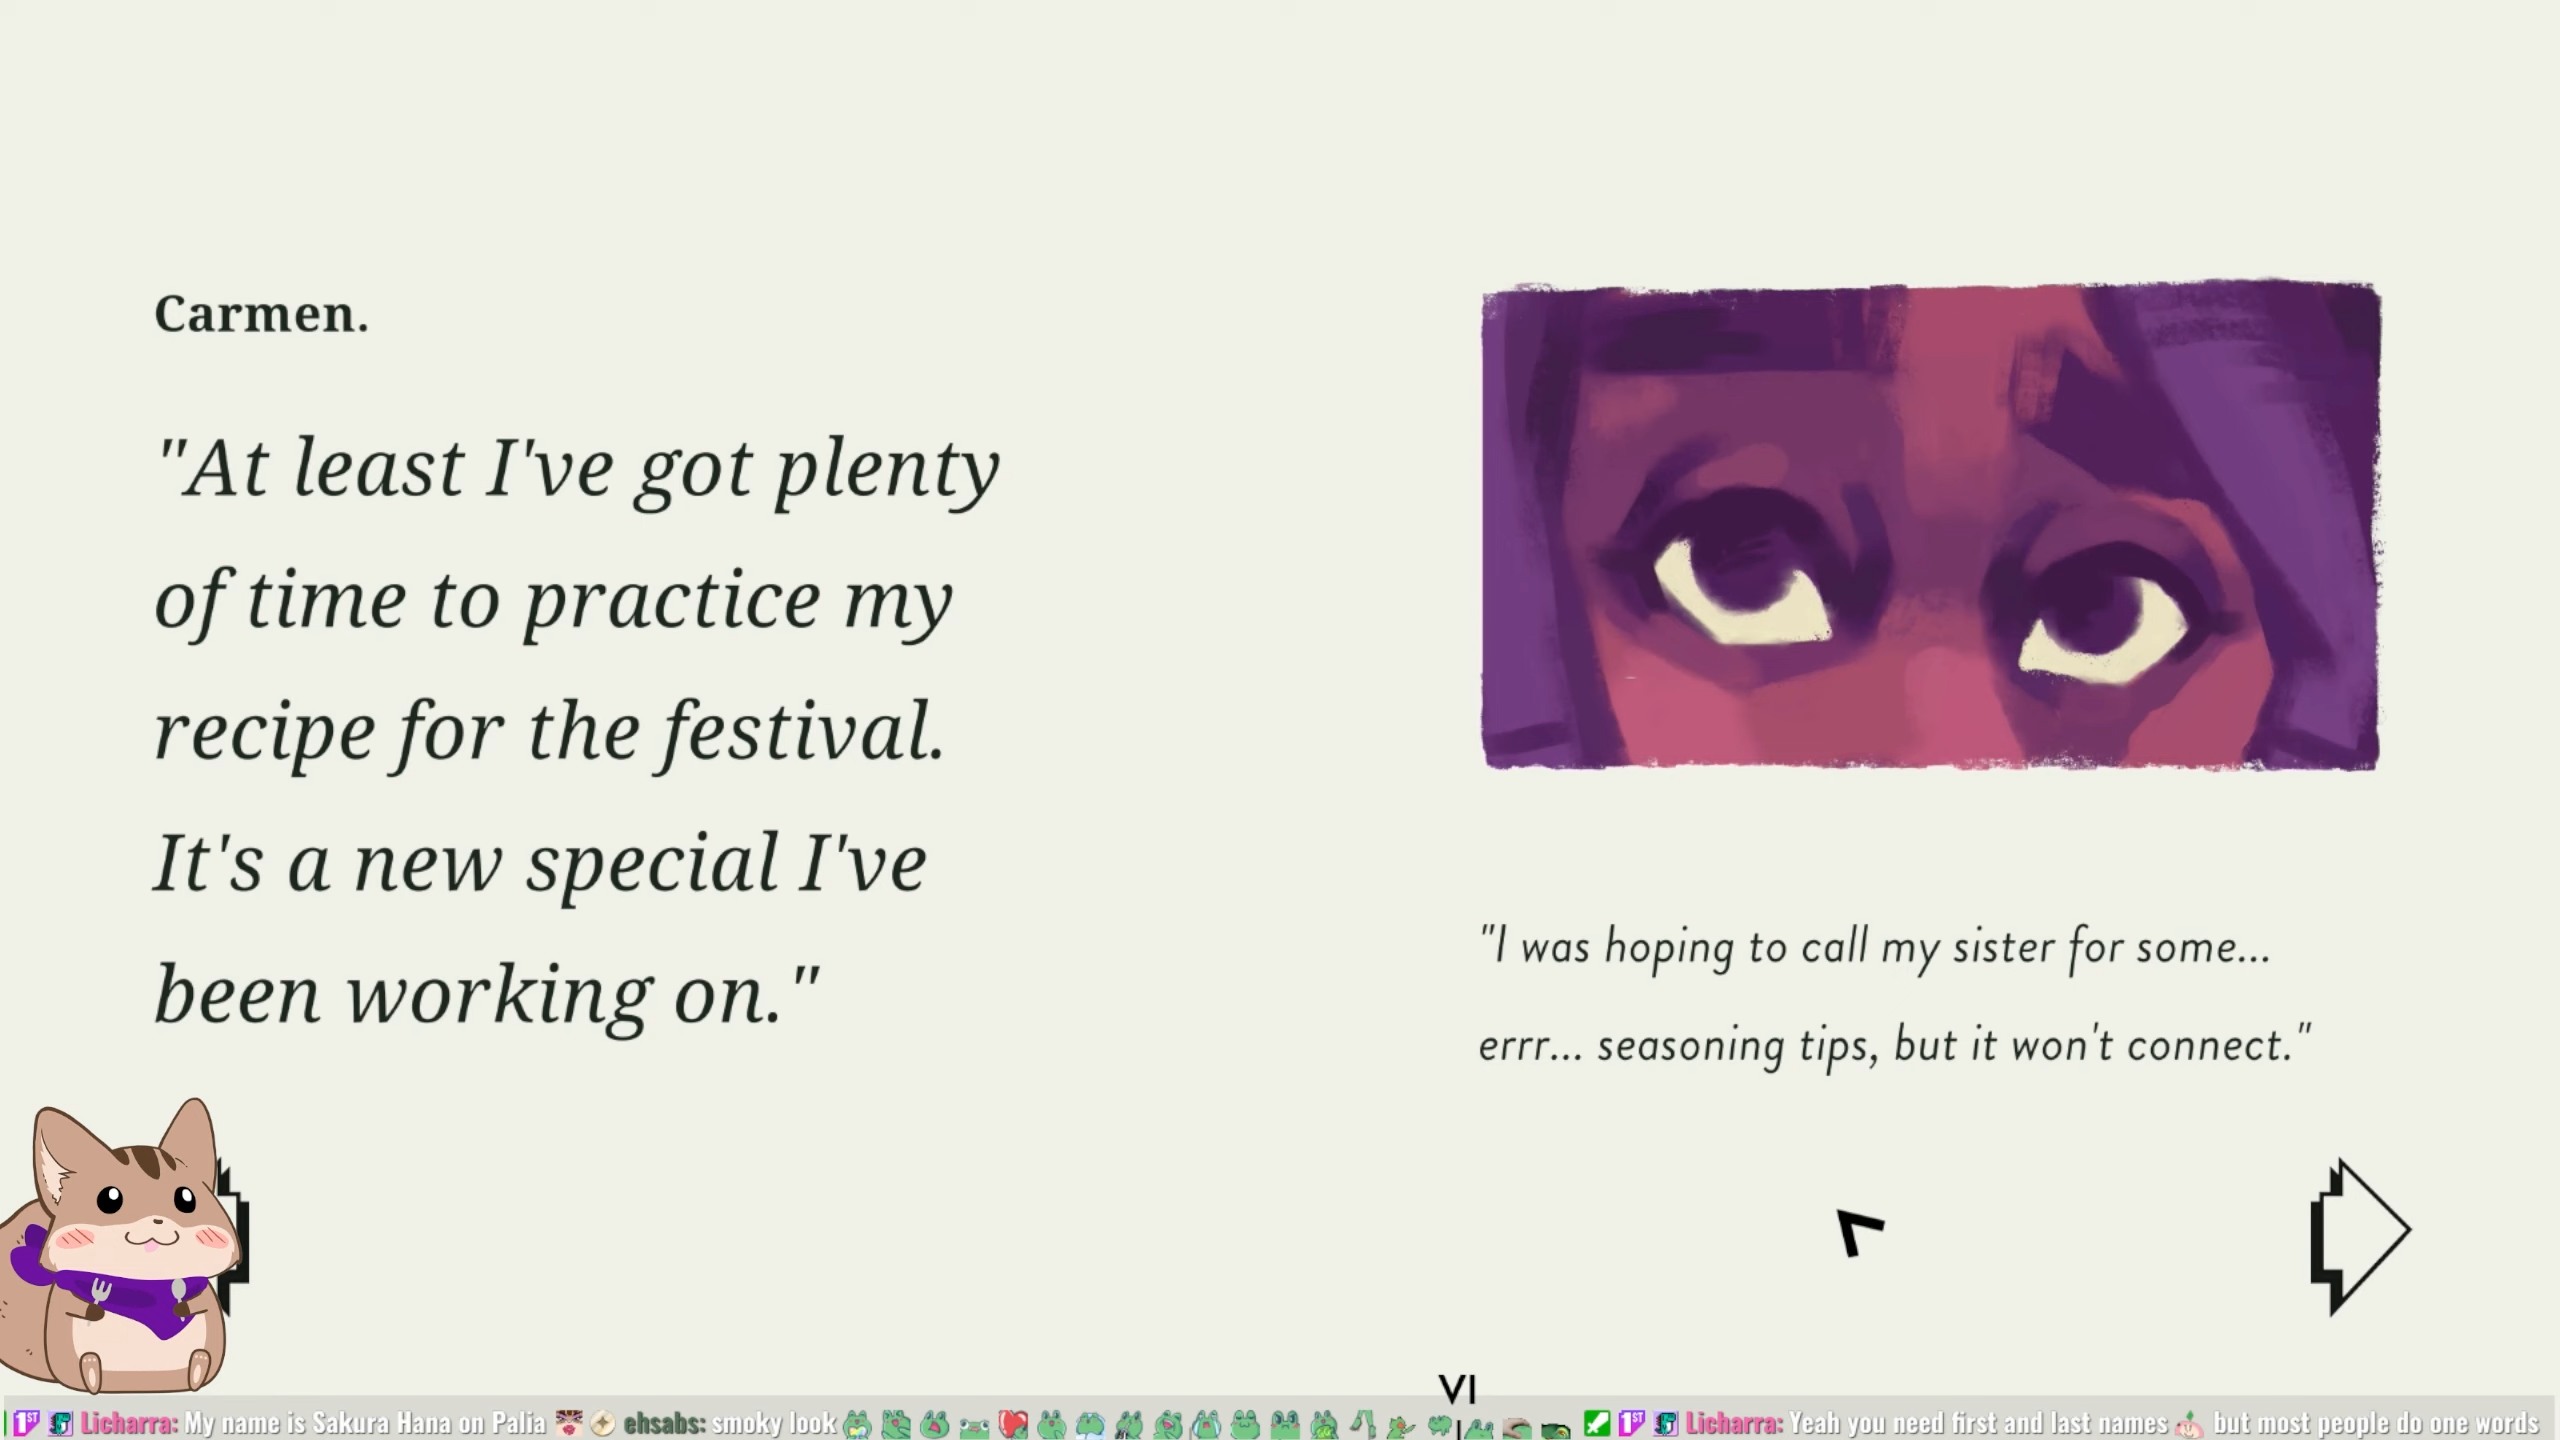 Carmen.
"At least I've got plenty
of time to practice my
recipe for the festival.
It's a new special I've
been working on."
"I was hoping to call my sister for some...
errr... seasoning tips, but it won't connect."
VI
1ST Licharra: My name is Sakura Hana on Palia ehsabs: smoky look 1ST Licharra: Yeah you need first and last names but most people do one words